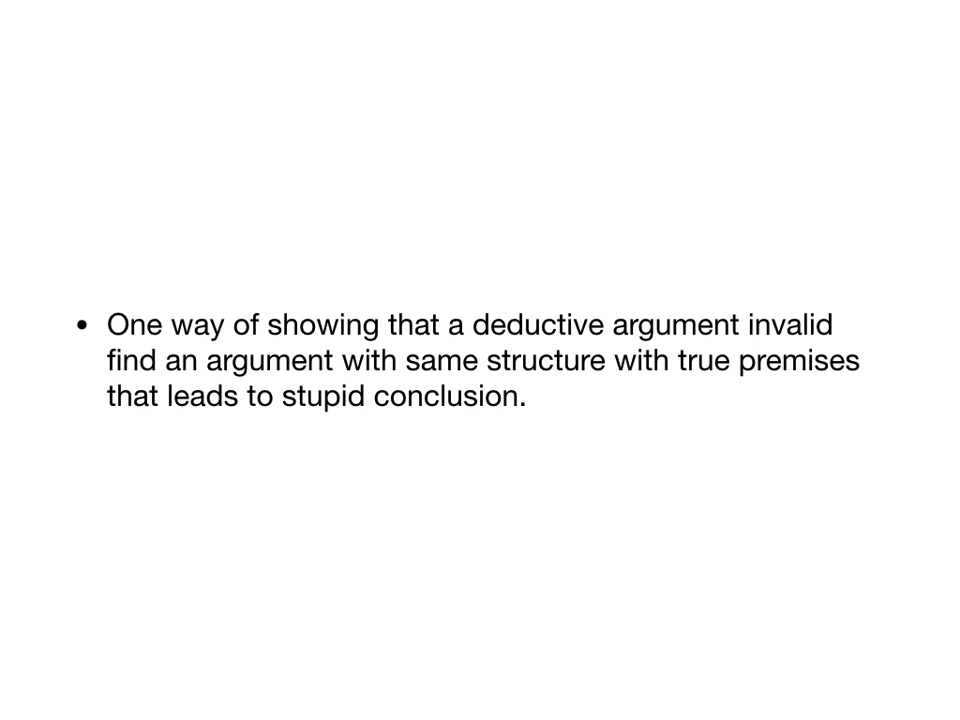 • One way of showing that a deductive argument invalid
find an argument with same structure with true premises
that leads to stupid conclusion.